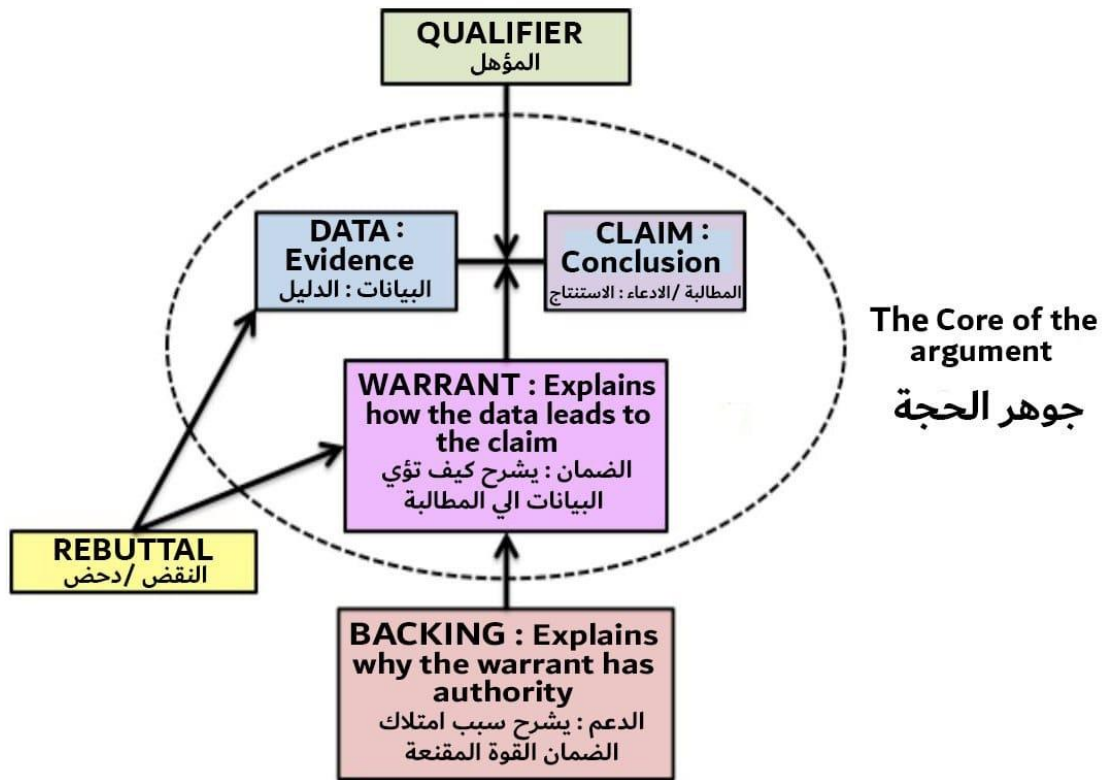 QUALIFIER
المؤهل
DATA :
Evidence
البيانات : الدليل
CLAIM :
Conclusion
المطالبة /الادعاء : الاستنتاج
The Core of the
argument
جوهر الحجة
WARRANT : Explains
how the data leads to
the claim
الضمان : يشرح كيف تؤي
البيانات الي المطالبة
REBUTTAL
النقض /دحض
BACKING : Explains
why the warrant has
authority
الدعم : يشرح سبب امتلاك
الضمان القوة المقنعة